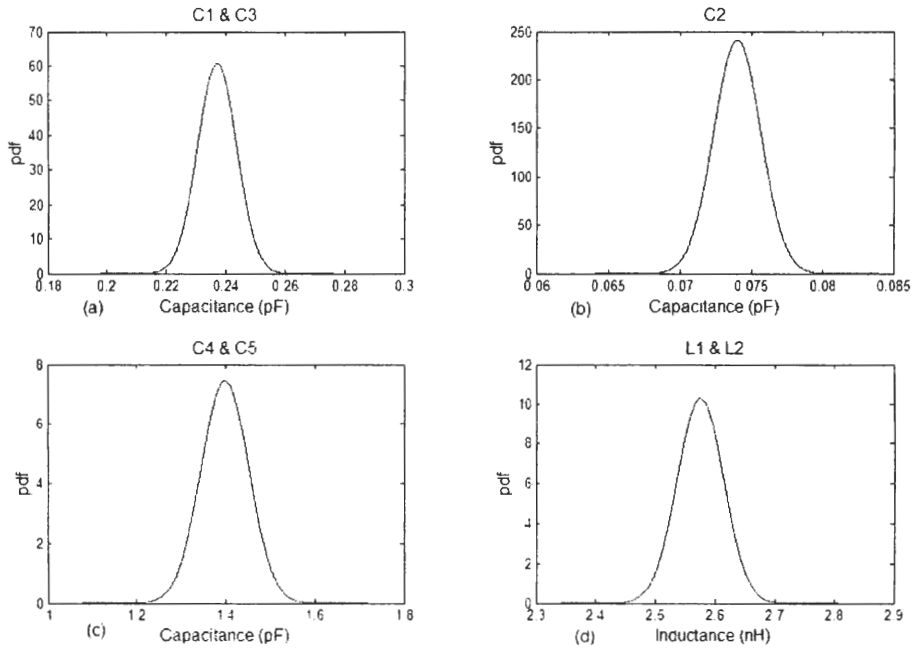 C1 & C3
70
60
50
40
30
20
10
0
pdf
0.18 0.2 0.22 0.24 0.26 0.28 0.3
(a) Capacitance (pF)
C2
250
200
150
100
50
0
pdf
0.06 0.065 0.07 0.075 0.08 0.085
(b) Capacitance (pF)
C4 & C5
8
6
4
2
0
pdf
1 1.2 1.4 1.6 1.8
(c) Capacitance (pF)
L1 & L2
12
10
8
6
4
2
0
pdf
2.3 2.4 2.5 2.6 2.7 2.8 2.9
(d) Inductance (nH)